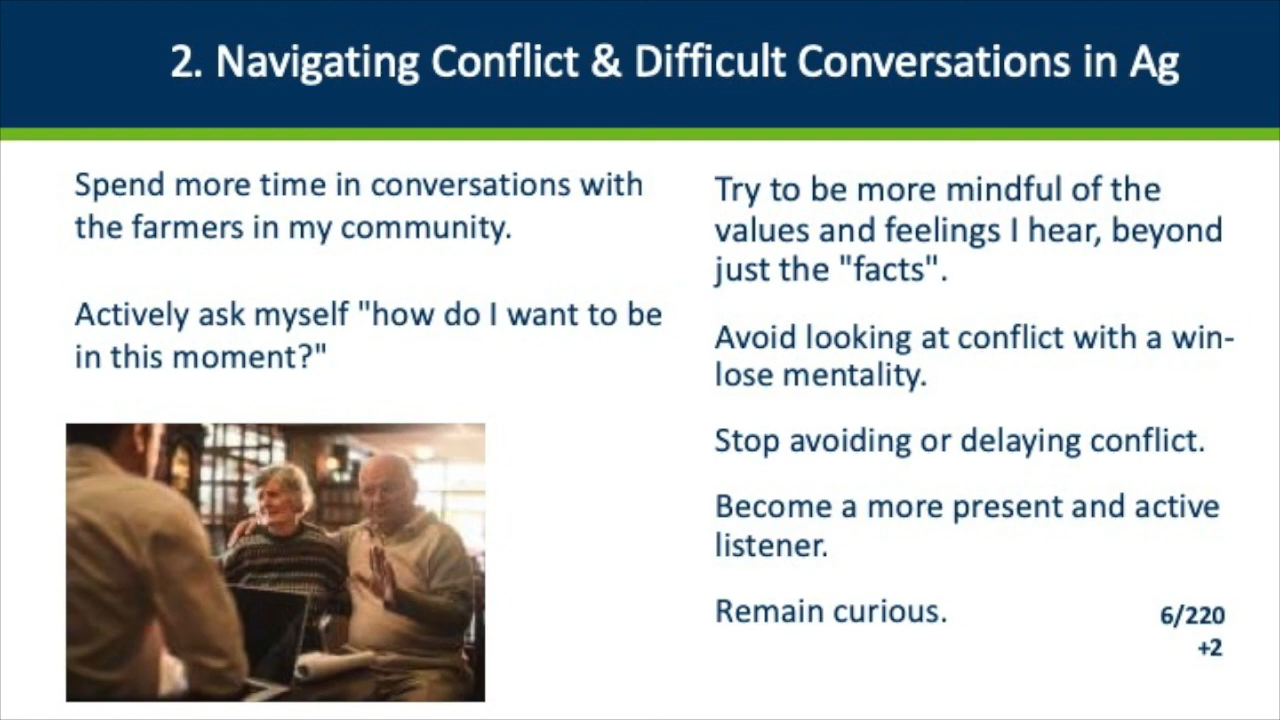 2. Navigating Conflict & Difficult Conversations in Ag
Spend more time in conversations with
the farmers in my community.
Actively ask myself "how do I want to be
in this moment?"
Try to be more mindful of the
values and feelings I hear, beyond
just the "facts".
Avoid looking at conflict with a win-
lose mentality.
Stop avoiding or delaying conflict.
Become a more present and active
listener.
Remain curious.
6/220
+2